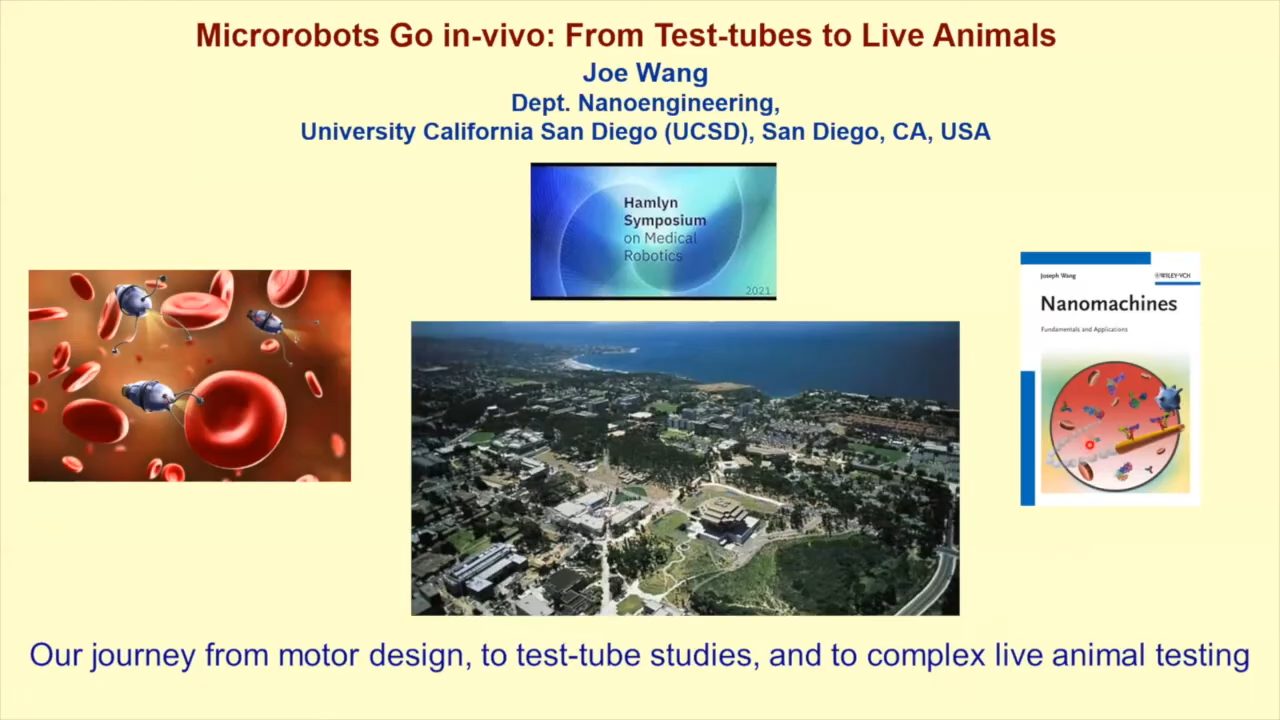 Microrobots Go in-vivo: From Test-tubes to Live Animals
Joe Wang
Dept. Nanoengineering,
University California San Diego (UCSD), San Diego, CA, USA
Hamlyn
Symposium
on Medical
Robotics
2021
Joseph Wang
WILEY-VCH
Nanomachines
Fundamentals and Applications
Our journey from motor design, to test-tube studies, and to complex live animal testing